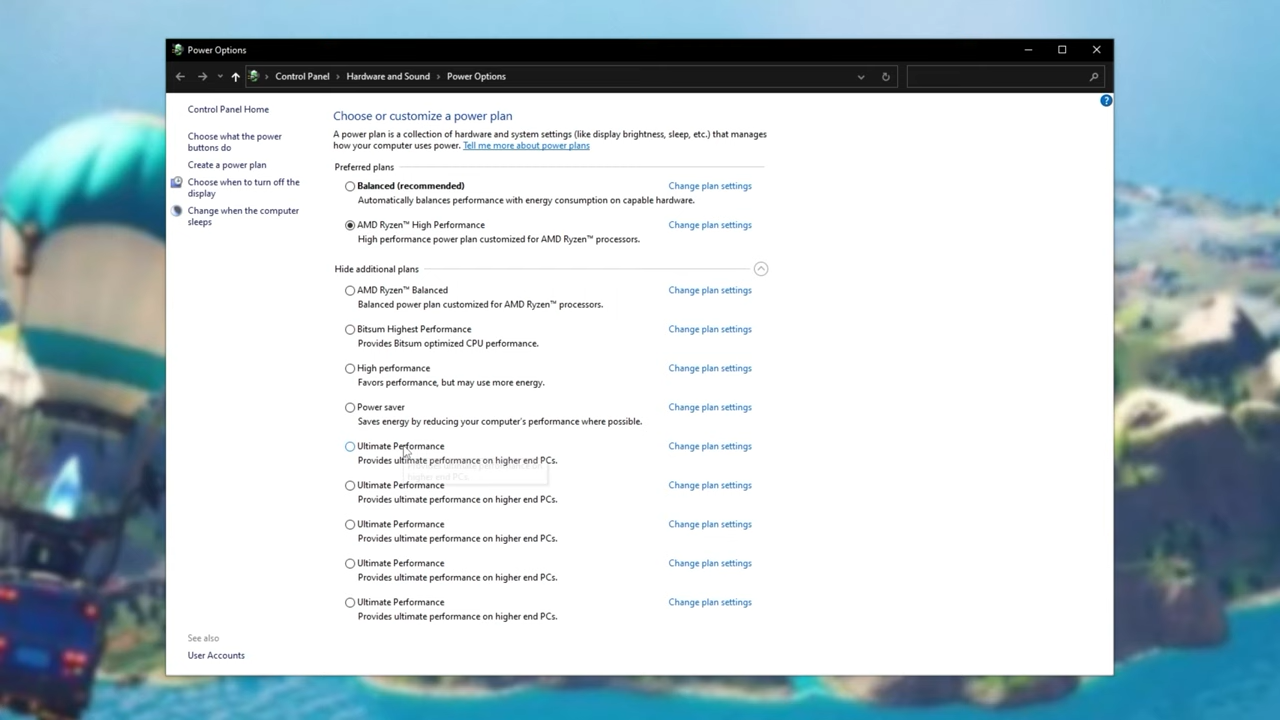 Power Options
Control Panel › Hardware and Sound › Power Options
Control Panel Home
Choose what the power
buttons do
Create a power plan
Choose when to turn off the
display
Change when the computer
sleeps
See also
User Accounts
Choose or customize a power plan
A power plan is a collection of hardware and system settings (like display brightness, sleep, etc.) that manages
how your computer uses power. Tell me more about power plans
Preferred plans
Balanced (recommended) Change plan settings
Automatically balances performance with energy consumption on capable hardware.
AMD Ryzen™ High Performance Change plan settings
High performance power plan customized for AMD Ryzen™ processors.
Hide additional plans
AMD Ryzen™ Balanced Change plan settings
Balanced power plan customized for AMD Ryzen™ processors.
Bitsum Highest Performance Change plan settings
Provides Bitsum optimized CPU performance.
High performance Change plan settings
Favors performance, but may use more energy.
Power saver Change plan settings
Saves energy by reducing your computer's performance where possible.
Ultimate Performance Change plan settings
Provides ultimate performance on higher end PCs.
higher end PCs.
Ultimate Performance Change plan settings
Provides ultimate performance on higher end PCs.
Ultimate Performance Change plan settings
Provides ultimate performance on higher end PCs.
Ultimate Performance Change plan settings
Provides ultimate performance on higher end PCs.
Ultimate Performance Change plan settings
Provides ultimate performance on higher end PCs.